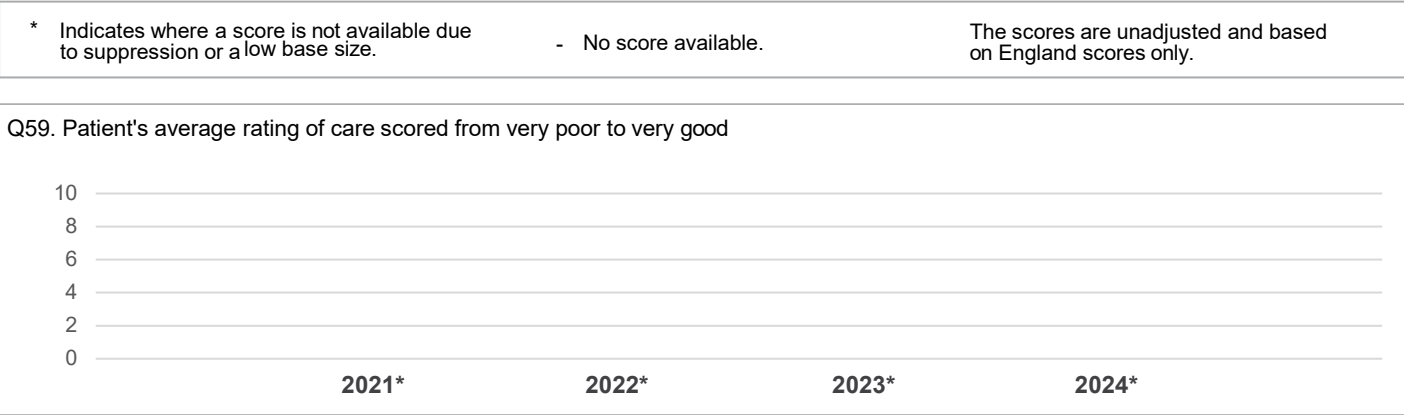 * Indicates where a score is not available due
to suppression or a low base size.
- No score available.
The scores are unadjusted and based
on England scores only.
Q59. Patient's average rating of care scored from very poor to very good
10
8
6
4
2
0
2021* 2022* 2023* 2024*